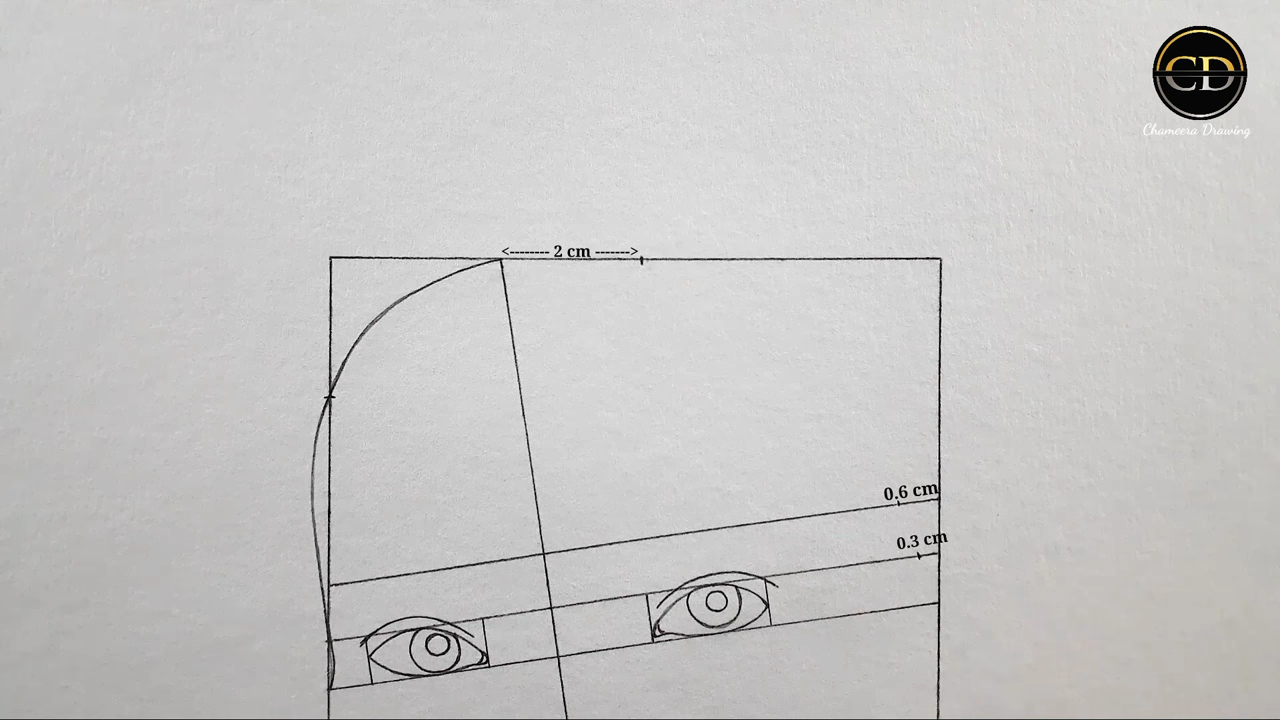 CD
Chameera Drawing
<-------- 2 cm ------->
0.6 cm
0.3 cm